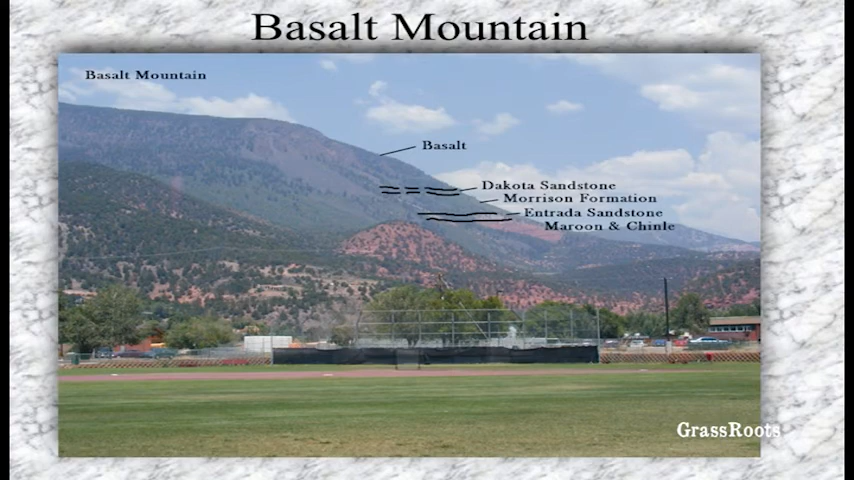 Basalt Mountain
Basalt Mountain
Basalt
Dakota Sandstone
Morrison Formation
Entrada Sandstone
Maroon & Chinle
GrassRoots